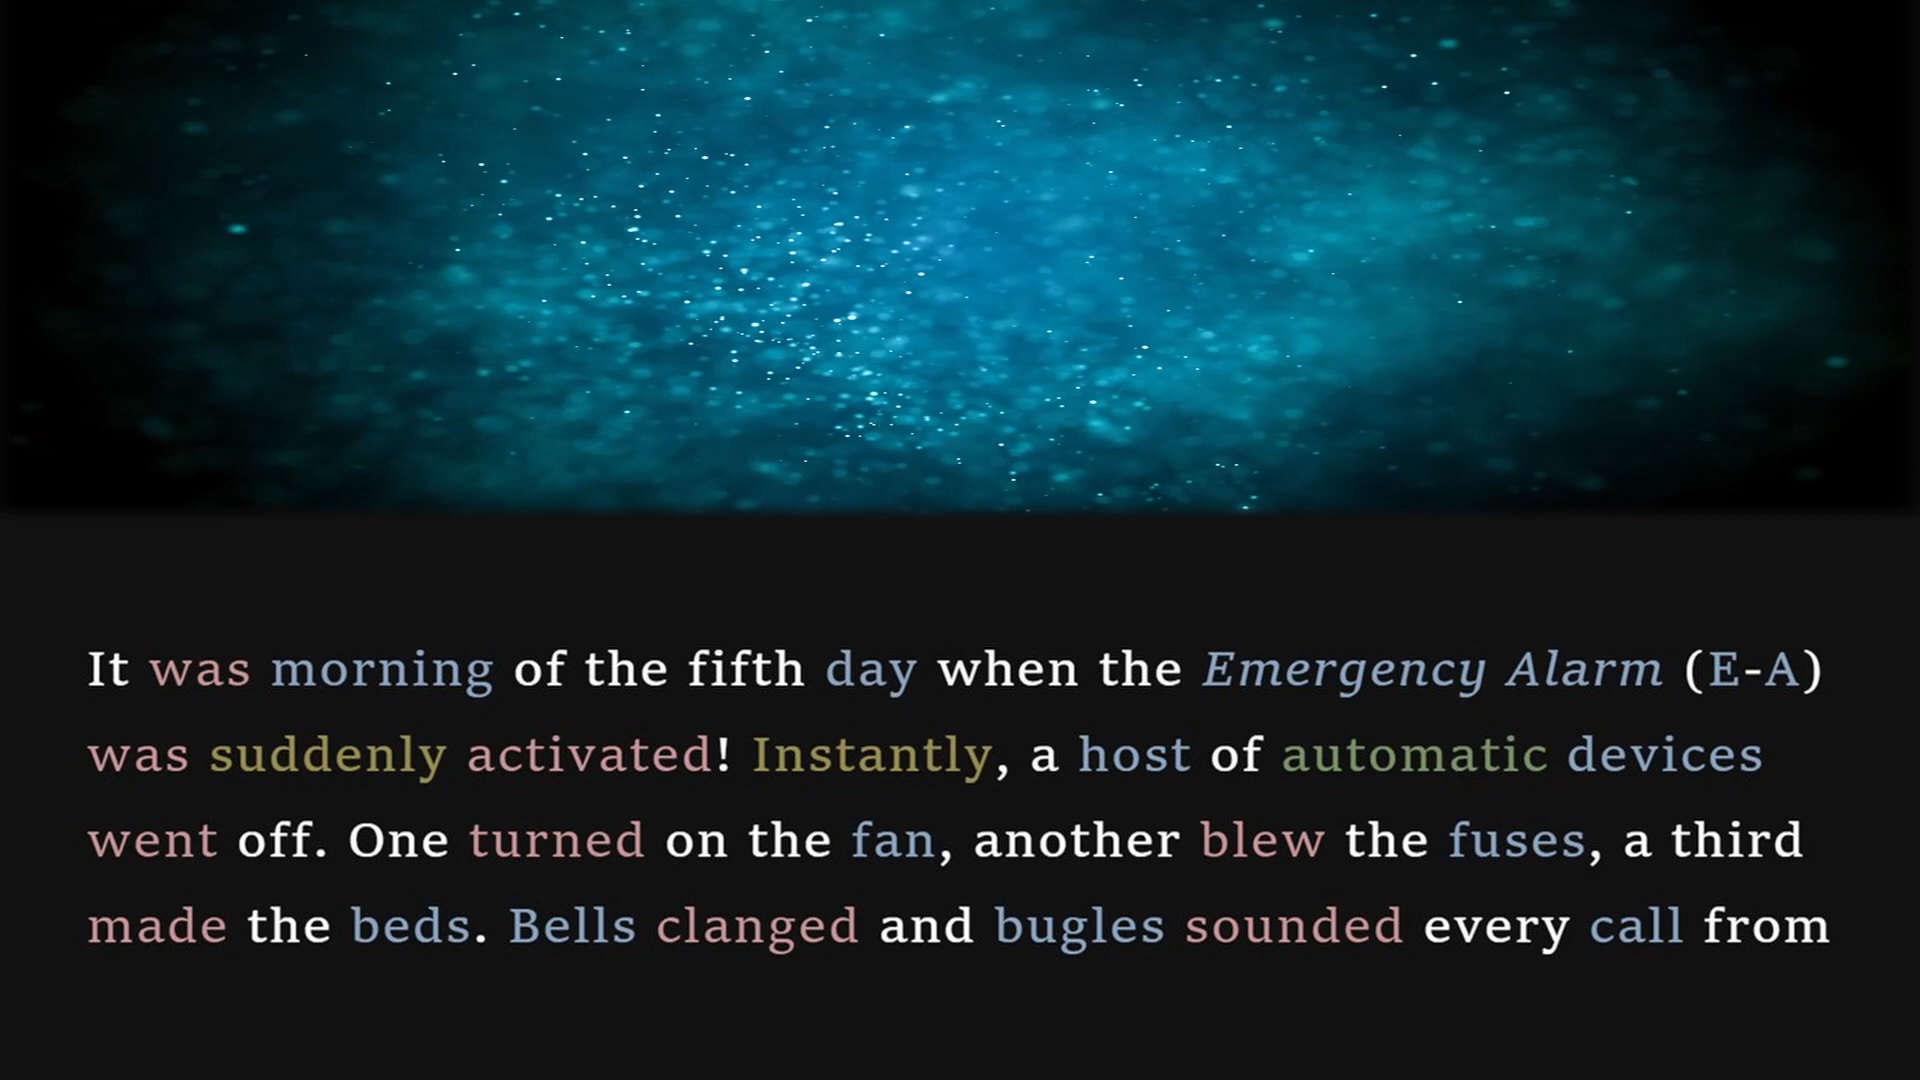 It was morning of the fifth day when the Emergency Alarm (E-A)
was suddenly activated! Instantly, a host of automatic devices
went off. One turned on the fan, another blew the fuses, a third
made the beds. Bells clanged and bugles sounded every call from